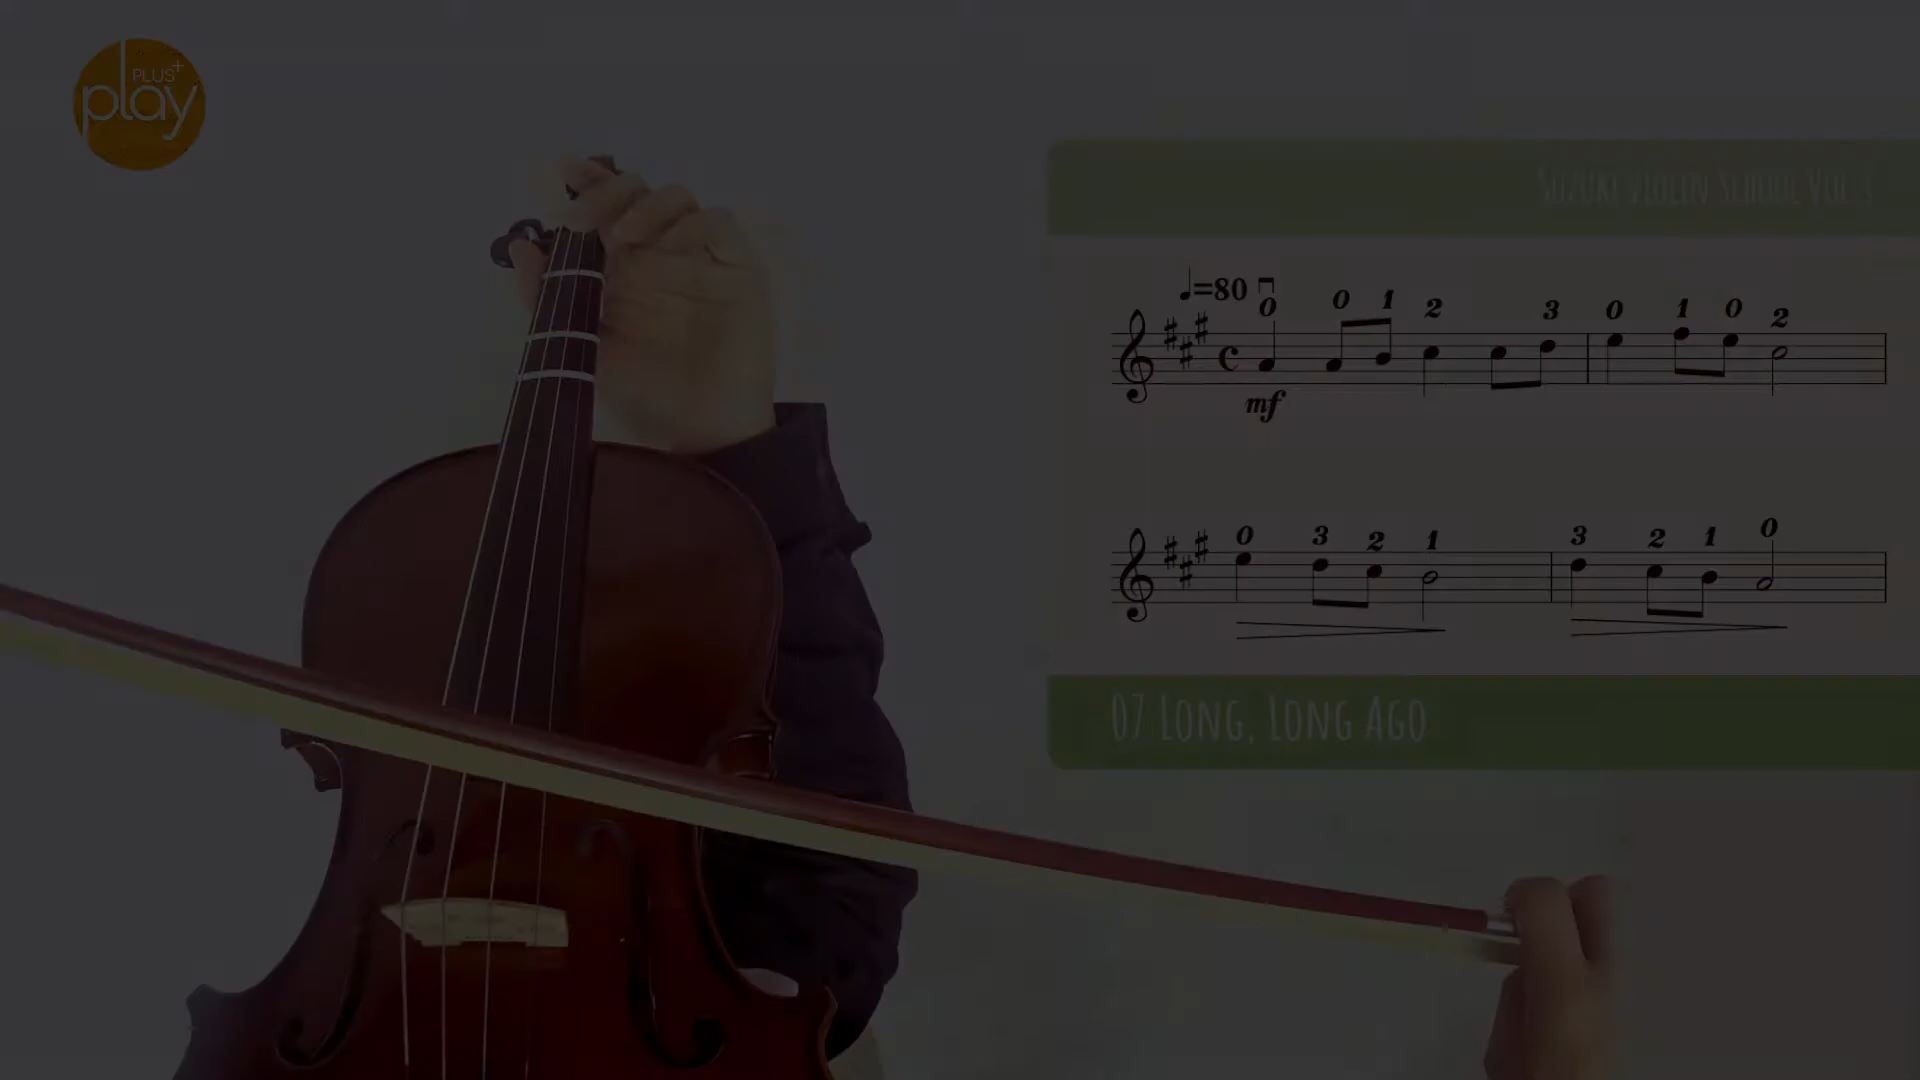 PLUS+
play
Suzuki Violin School Vol 1
♩=80
0 0 1 2 3 0 1 0 2
mf
0 3 2 1 3 2 1 0
07 Long, Long Ago